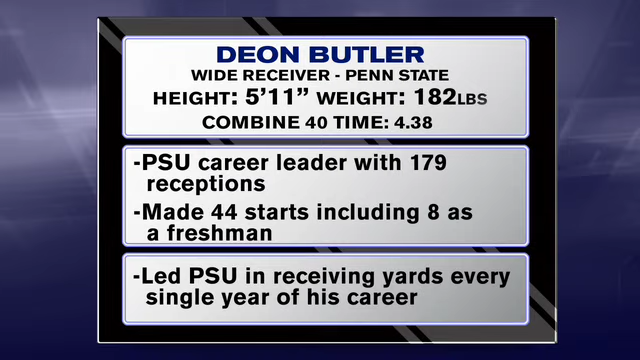 DEON BUTLER
WIDE RECEIVER - PENN STATE
HEIGHT: 5'11” WEIGHT: 182LBS
COMBINE 40 TIME: 4.38
-PSU career leader with 179
receptions
-Made 44 starts including 8 as
a freshman
-Led PSU in receiving yards every
single year of his career